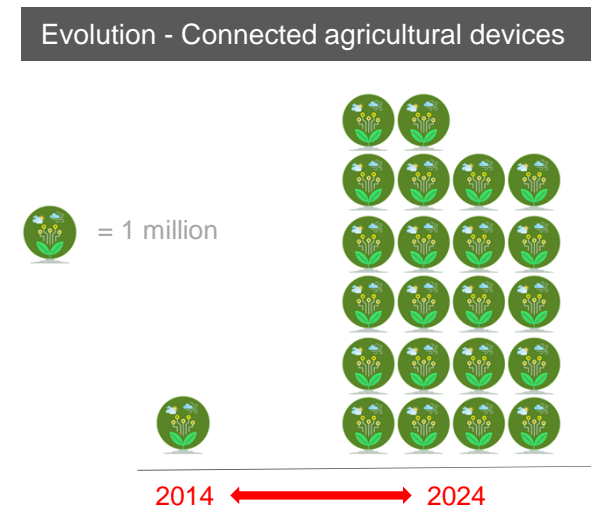 Evolution - Connected agricultural devices
= 1 million
2014
2024